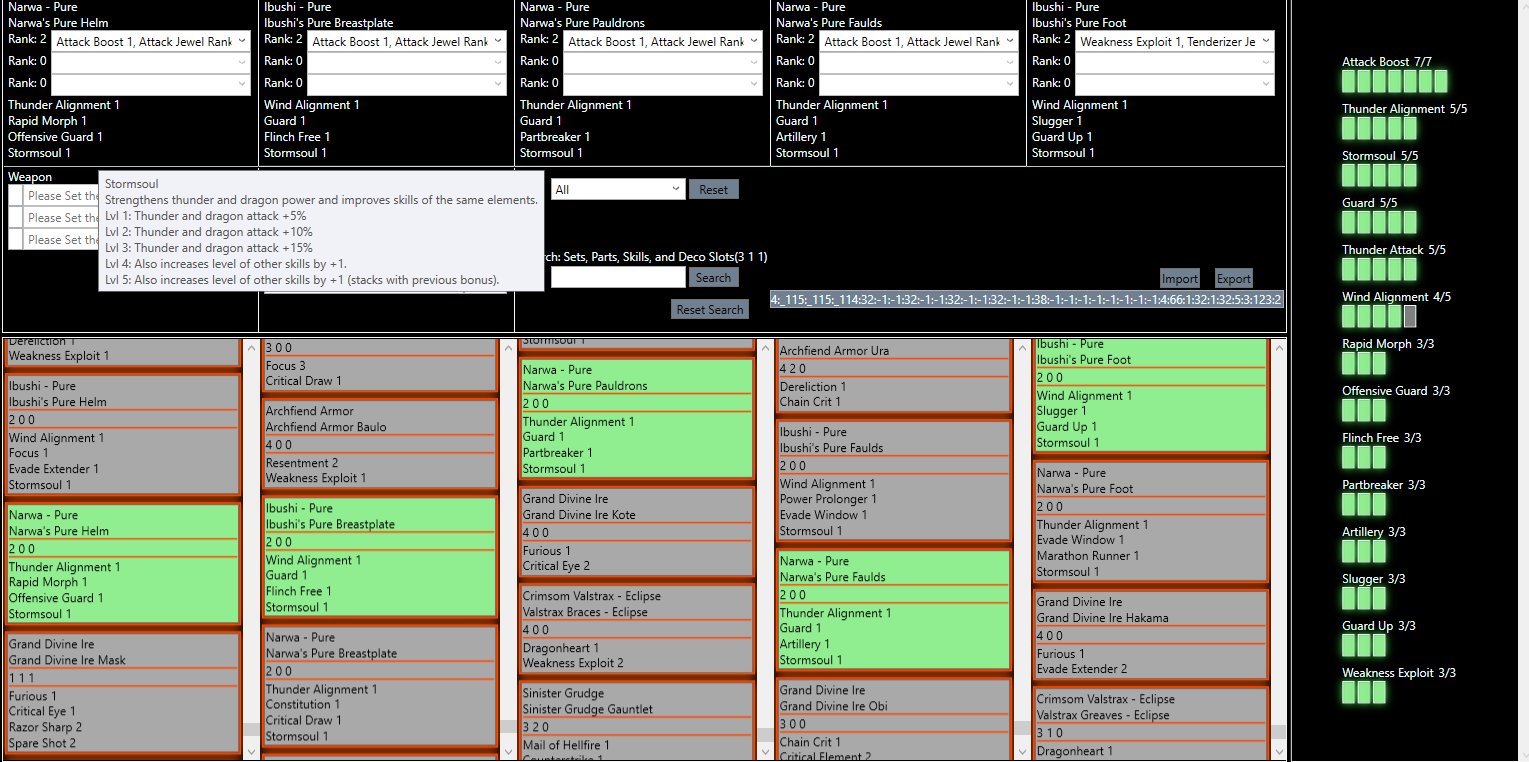 Narwa - Pure
Narwa's Pure Helm
Rank: 2 Attack Boost 1, Attack Jewel Rank
Rank: 0
Rank: 0
Thunder Alignment 1
Rapid Morph 1
Offensive Guard 1
Stormsoul 1
Ibushi - Pure
Ibushi's Pure Breastplate
Rank: 2 Attack Boost 1, Attack Jewel Rank
Rank: 0
Rank: 0
Wind Alignment 1
Guard 1
Flinch Free 1
Stormsoul 1
Narwa - Pure
Narwa's Pure Pauldrons
Rank: 2 Attack Boost 1, Attack Jewel Rank
Rank: 0
Rank: 0
Thunder Alignment 1
Guard 1
Partbreaker 1
Stormsoul 1
Narwa - Pure
Narwa's Pure Faulds
Rank: 2 Attack Boost 1, Attack Jewel Rank
Rank: 0
Rank: 0
Thunder Alignment 1
Guard 1
Artillery 1
Stormsoul 1
Ibushi - Pure
Ibushi's Pure Foot
Rank: 2 Weakness Exploit 1, Tenderizer Je
Rank: 0
Rank: 0
Wind Alignment 1
Slugger 1
Guard Up 1
Stormsoul 1
Weapon
Please Set the
Please Set the
Please Set the
Stormsoul
Strengthens thunder and dragon power and improves skills of the same elements.
Lvl 1: Thunder and dragon attack +5%
Lvl 2: Thunder and dragon attack +10%
Lvl 3: Thunder and dragon attack +15%
Lvl 4: Also increases level of other skills by +1.
Lvl 5: Also increases level of other skills by +1 (stacks with previous bonus).
All Reset
rch: Sets, Parts, Skills, and Deco Slots(3 1 1)
Search
Reset Search
Import Export
4:_115:_115:_114:32:-1:-1:32:-1:-1:32:-1:-1:32:-1:-1:38:-1:-1:-1:-1:-1:-1:-1:-1:4:66:1:32:1:32:5:3:123:2
Dereliction 1
Weakness Exploit 1
Ibushi - Pure
Ibushi's Pure Helm
2 0 0
Wind Alignment 1
Focus 1
Evade Extender 1
Stormsoul 1
Narwa - Pure
Narwa's Pure Helm
2 0 0
Thunder Alignment 1
Rapid Morph 1
Offensive Guard 1
Stormsoul 1
Grand Divine Ire
Grand Divine Ire Mask
1 1 1
Furious 1
Critical Eye 1
Razor Sharp 2
Spare Shot 2
3 0 0
Focus 3
Critical Draw 1
Archfiend Armor
Archfiend Armor Baulo
4 0 0
Resentment 2
Weakness Exploit 1
Ibushi - Pure
Ibushi's Pure Breastplate
2 0 0
Wind Alignment 1
Guard 1
Flinch Free 1
Stormsoul 1
Narwa - Pure
Narwa's Pure Breastplate
2 0 0
Thunder Alignment 1
Constitution 1
Critical Draw 1
Stormsoul 1
Stormsoul 1
Narwa - Pure
Narwa's Pure Pauldrons
2 0 0
Thunder Alignment 1
Guard 1
Partbreaker 1
Stormsoul 1
Grand Divine Ire
Grand Divine Ire Kote
4 0 0
Furious 1
Critical Eye 2
Crimsom Valstrax - Eclipse
Valstrax Braces - Eclipse
4 0 0
Dragonheart 1
Weakness Exploit 2
Sinister Grudge
Sinister Grudge Gauntlet
3 2 0
Mail of Hellfire 1
Counterstrike 1
Archfiend Armor Ura
4 2 0
Dereliction 1
Chain Crit 1
Ibushi - Pure
Ibushi's Pure Faulds
2 0 0
Wind Alignment 1
Power Prolonger 1
Evade Window 1
Stormsoul 1
Narwa - Pure
Narwa's Pure Faulds
2 0 0
Thunder Alignment 1
Guard 1
Artillery 1
Stormsoul 1
Grand Divine Ire
Grand Divine Ire Obi
3 0 0
Chain Crit 1
Critical Element 2
Ibushi - Pure
Ibushi's Pure Foot
2 0 0
Wind Alignment 1
Slugger 1
Guard Up 1
Stormsoul 1
Narwa - Pure
Narwa's Pure Foot
2 0 0
Thunder Alignment 1
Evade Window 1
Marathon Runner 1
Stormsoul 1
Grand Divine Ire
Grand Divine Ire Hakama
4 0 0
Furious 1
Evade Extender 2
Crimsom Valstrax - Eclipse
Valstrax Greaves - Eclipse
3 1 0
Dragonheart 1
Attack Boost 7/7
Thunder Alignment 5/5
Stormsoul 5/5
Guard 5/5
Thunder Attack 5/5
Wind Alignment 4/5
Rapid Morph 3/3
Offensive Guard 3/3
Flinch Free 3/3
Partbreaker 3/3
Artillery 3/3
Slugger 3/3
Guard Up 3/3
Weakness Exploit 3/3